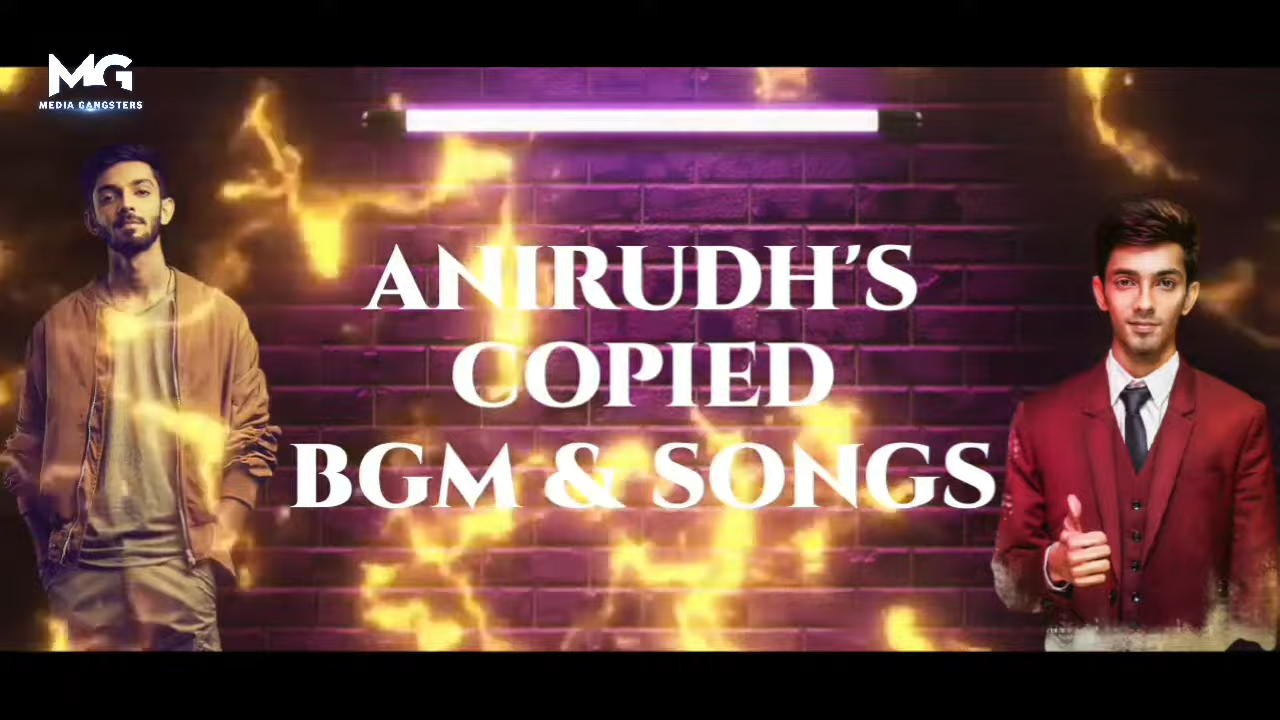 MG
MEDIA GANGSTERS
ANIRUDH'S
COPIED
BGM & SONGS